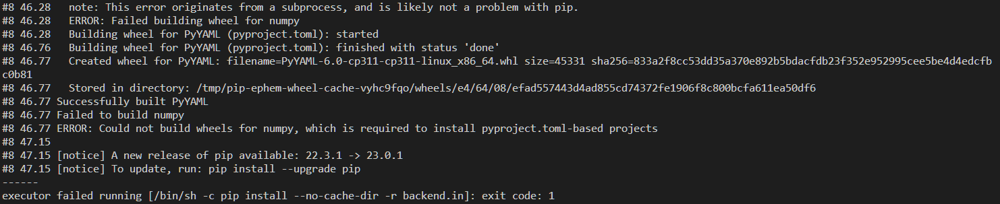 #8 46.28   note: This error originates from a subprocess, and is likely not a problem with pip.
#8 46.28   ERROR: Failed building wheel for numpy
#8 46.28   Building wheel for PyYAML (pyproject.toml): started
#8 46.76   Building wheel for PyYAML (pyproject.toml): finished with status 'done'
#8 46.77   Created wheel for PyYAML: filename=PyYAML-6.0-cp311-cp311-linux_x86_64.whl size=45331 sha256=833a2f8cc53dd35a370e892b5bdacfdb23f352e952995cee5be4d4edcfb
c0b81
#8 46.77   Stored in directory: /tmp/pip-ephem-wheel-cache-vyhc9fqo/wheels/e4/64/08/efad557443d4ad855cd74372fe1906f8c800bcfa611ea50df6
#8 46.77 Successfully built PyYAML
#8 46.77 Failed to build numpy
#8 46.77 ERROR: Could not build wheels for numpy, which is required to install pyproject.toml-based projects
#8 47.15
#8 47.15 [notice] A new release of pip available: 22.3.1 -> 23.0.1
#8 47.15 [notice] To update, run: pip install --upgrade pip
------
executor failed running [/bin/sh -c pip install --no-cache-dir -r backend.in]: exit code: 1